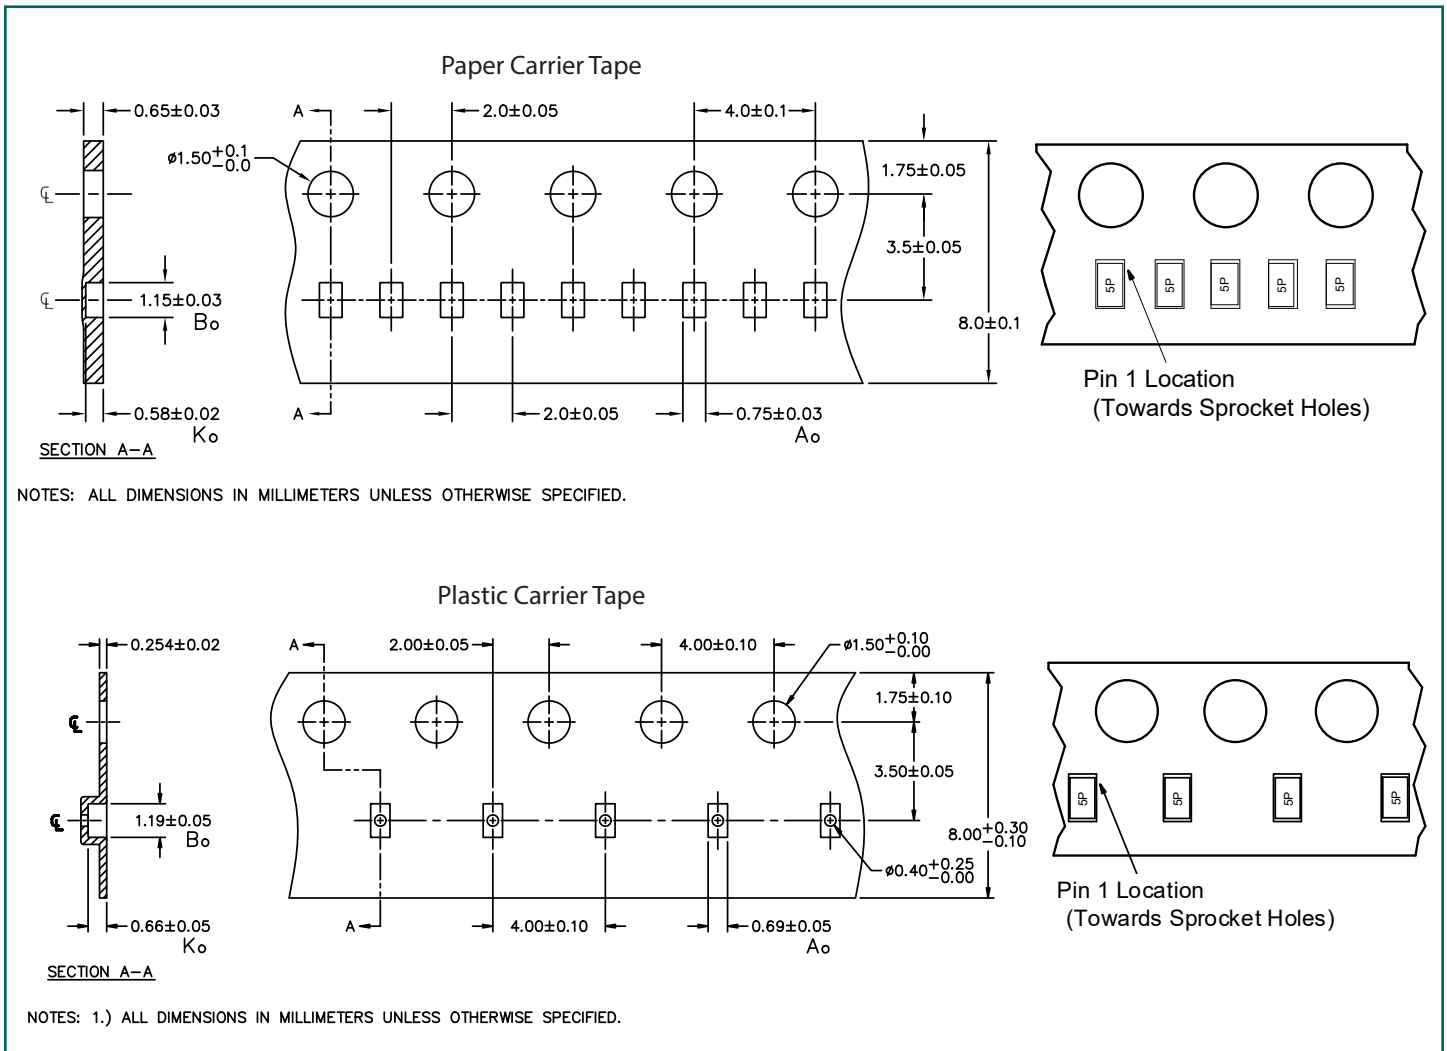 Paper Carrier Tape
0.65±0.03
A
2.0±0.05
4.0±0.1
ø1.50+0.1
-0.0
1.75±0.05
℄
3.5±0.05
℄
1.15±0.03
Bo
8.0±0.1
5P 5P 5P 5P 5P
Pin 1 Location
(Towards Sprocket Holes)
0.58±0.02
Ko
A
2.0±0.05
0.75±0.03
Ao
SECTION A-A
NOTES: ALL DIMENSIONS IN MILLIMETERS UNLESS OTHERWISE SPECIFIED.
Plastic Carrier Tape
0.254±0.02
A
2.00±0.05
4.00±0.10
ø1.50+0.10
-0.00
1.75±0.10
℄
3.50±0.05
℄
1.19±0.05
Bo
8.00+0.30
-0.10
ø0.40+0.25
-0.00
5P 5P 5P 5P
Pin 1 Location
(Towards Sprocket Holes)
0.66±0.05
Ko
A
4.00±0.10
0.69±0.05
Ao
SECTION A-A
NOTES: 1.) ALL DIMENSIONS IN MILLIMETERS UNLESS OTHERWISE SPECIFIED.